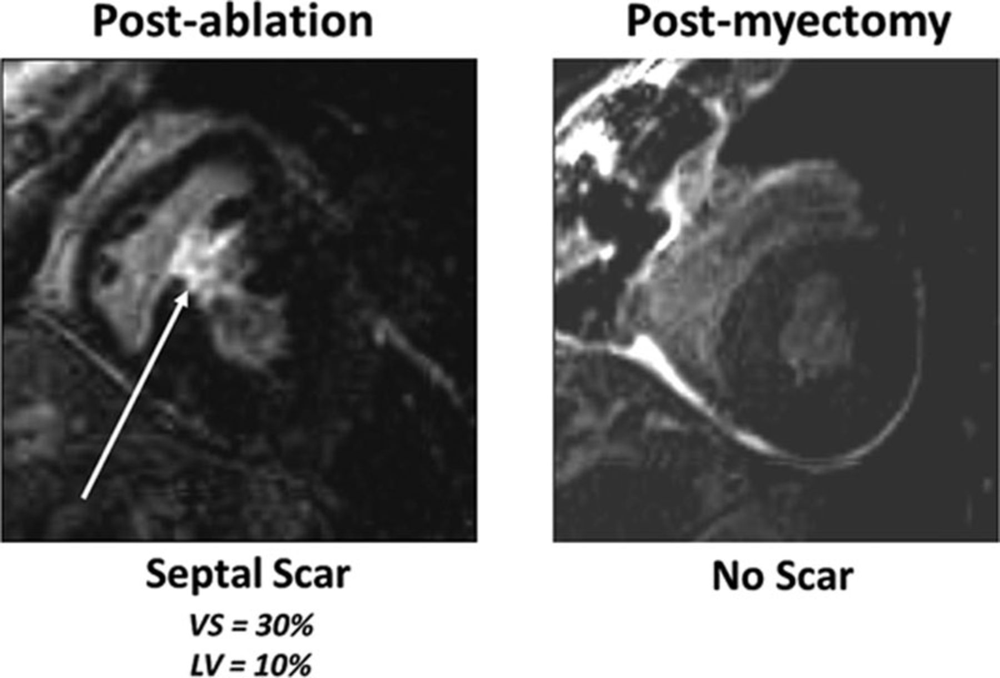 Post-ablation
Post-myectomy
Septal Scar
VS = 30%
LV = 10%
No Scar